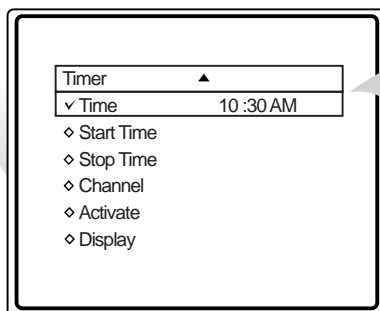 Timer ▲
✓ Time 10 :30 AM
◇ Start Time
◇ Stop Time
◇ Channel
◇ Activate
◇ Display